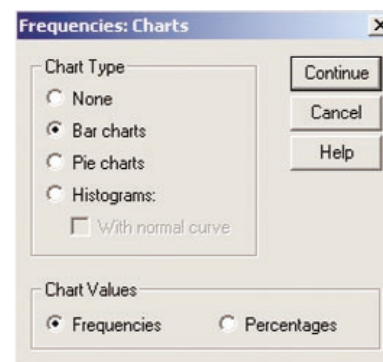 Frequencies: Charts
Chart Type
None
Bar charts
Pie charts
Histograms:
With normal curve
Continue
Cancel
Help
Chart Values
Frequencies
Percentages